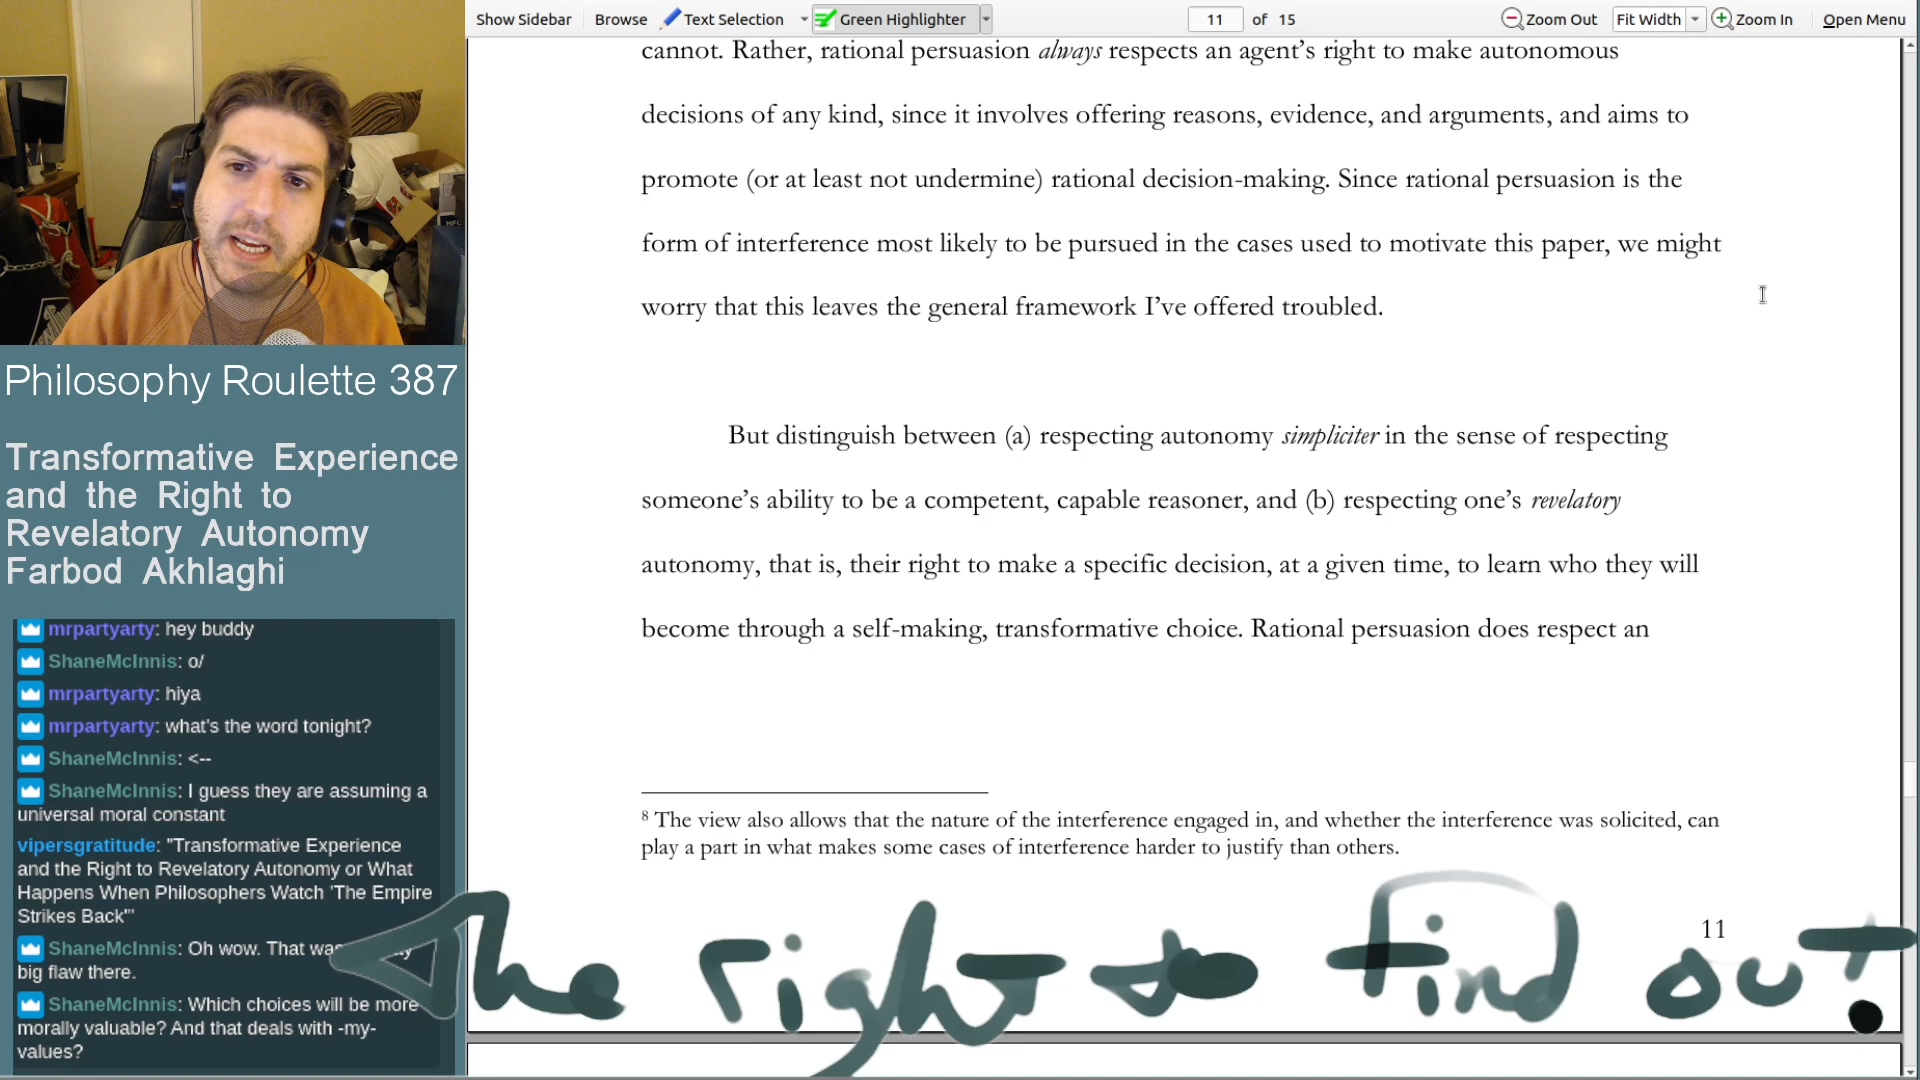 Show Sidebar Browse Text Selection Green Highlighter 11 of 15 Zoom Out Fit Width Zoom In Open Menu
cannot. Rather, rational persuasion always respects an agent’s right to make autonomous
decisions of any kind, since it involves offering reasons, evidence, and arguments, and aims to
promote (or at least not undermine) rational decision-making. Since rational persuasion is the
form of interference most likely to be pursued in the cases used to motivate this paper, we might
worry that this leaves the general framework I’ve offered troubled.
But distinguish between (a) respecting autonomy simpliciter in the sense of respecting
someone’s ability to be a competent, capable reasoner, and (b) respecting one’s revelatory
autonomy, that is, their right to make a specific decision, at a given time, to learn who they will
become through a self-making, transformative choice. Rational persuasion does respect an
8 The view also allows that the nature of the interference engaged in, and whether the interference was solicited, can
play a part in what makes some cases of interference harder to justify than others.
11
the right to find out.
Philosophy Roulette 387
Transformative Experience
and the Right to
Revelatory Autonomy
Farbod Akhlaghi
mrpartyarty: hey buddy
ShaneMcInnis: o/
mrpartyarty: hiya
mrpartyarty: what's the word tonight?
ShaneMcInnis: <--
ShaneMcInnis: I guess they are assuming a
universal moral constant
vipersgratitude: "Transformative Experience
and the Right to Revelatory Autonomy or What
Happens When Philosophers Watch 'The Empire
Strikes Back'"
ShaneMcInnis: Oh wow. That was
big flaw there.
ShaneMcInnis: Which choices will be more
morally valuable? And that deals with -my-
values?